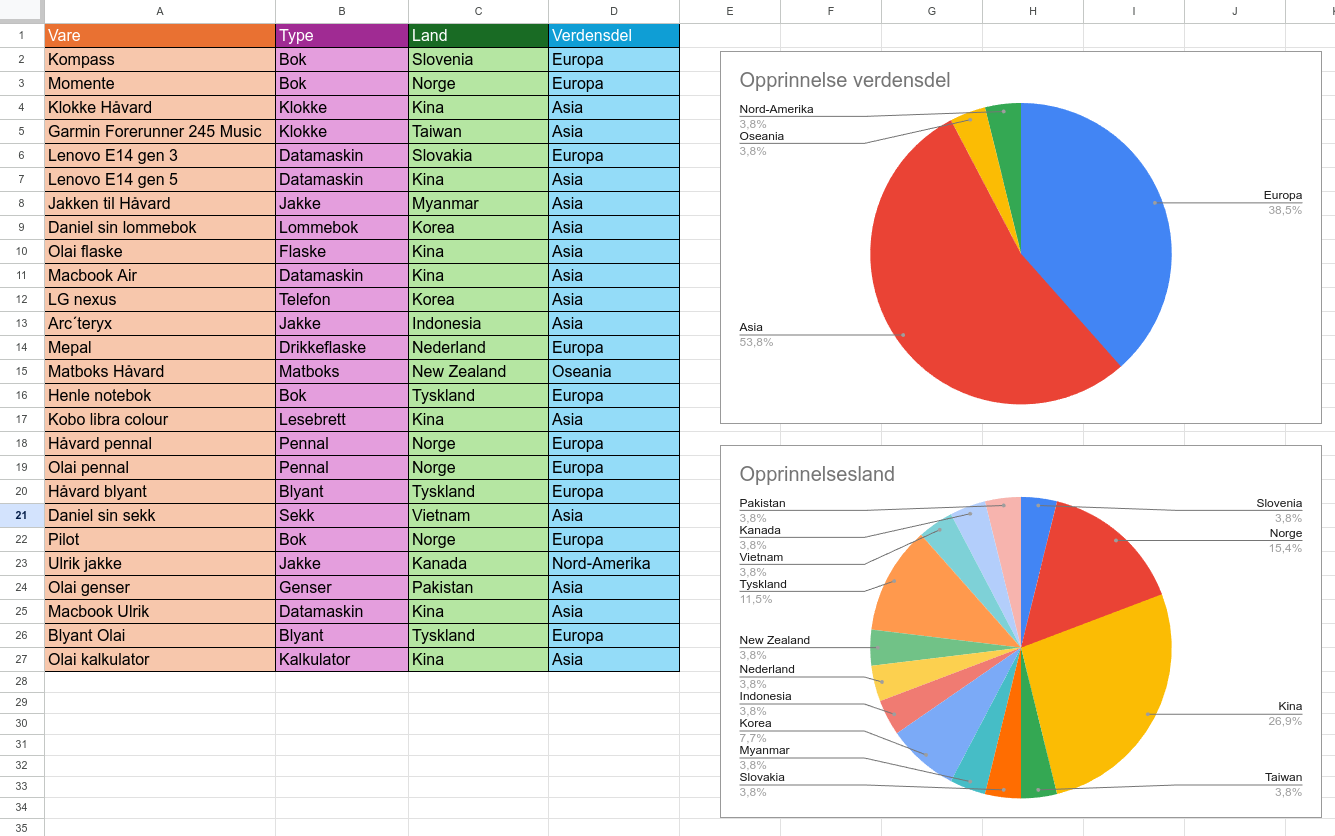 A B C D E F G H I J K
1 Vare Type Land Verdensdel
2 Kompass Bok Slovenia Europa
3 Momente Bok Norge Europa
4 Klokke Håvard Klokke Kina Asia
5 Garmin Forerunner 245 Music Klokke Taiwan Asia
6 Lenovo E14 gen 3 Datamaskin Slovakia Europa
7 Lenovo E14 gen 5 Datamaskin Kina Asia
8 Jakken til Håvard Jakke Myanmar Asia
9 Daniel sin lommebok Lommebok Korea Asia
10 Olai flaske Flaske Kina Asia
11 Macbook Air Datamaskin Kina Asia
12 LG nexus Telefon Korea Asia
13 Arc´teryx Jakke Indonesia Asia
14 Mepal Drikkeflaske Nederland Europa
15 Matboks Håvard Matboks New Zealand Oseania
16 Henle notebok Bok Tyskland Europa
17 Kobo libra colour Lesebrett Kina Asia
18 Håvard pennal Pennal Norge Europa
19 Olai pennal Pennal Norge Europa
20 Håvard blyant Blyant Tyskland Europa
21 Daniel sin sekk Sekk Vietnam Asia
22 Pilot Bok Norge Europa
23 Ulrik jakke Jakke Kanada Nord-Amerika
24 Olai genser Genser Pakistan Asia
25 Macbook Ulrik Datamaskin Kina Asia
26 Blyant Olai Blyant Tyskland Europa
27 Olai kalkulator Kalkulator Kina Asia
28
29
30
31
32
33
34
35
Opprinnelse verdensdel
Nord-Amerika
3,8%
Oseania
3,8%
Europa
38,5%
Asia
53,8%
Opprinnelsesland
Pakistan
3,8%
Kanada
3,8%
Vietnam
3,8%
Tyskland
11,5%
New Zealand
3,8%
Nederland
3,8%
Indonesia
3,8%
Korea
7,7%
Myanmar
3,8%
Slovakia
3,8%
Slovenia
3,8%
Norge
15,4%
Kina
26,9%
Taiwan
3,8%